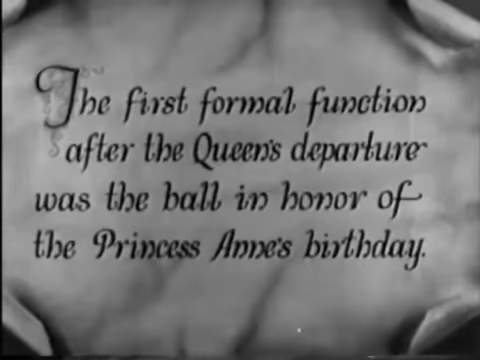 The first formal function
after the Queen's departure
was the ball in honor of
the Princess Anne's birthday.